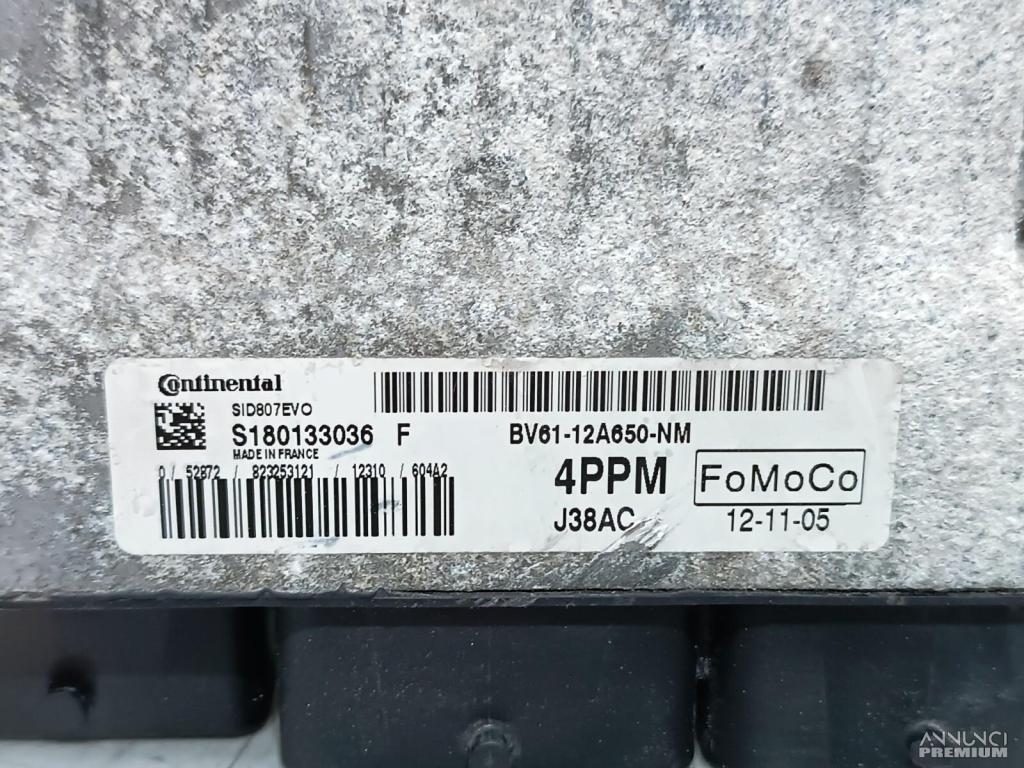 Continental
SID807EVO
S180133036 F
MADE IN FRANCE
0 / 52872 / 823253121 / 12310 / 604A2
BV61-12A650-NM
4PPM
FoMoCo
J38AC
12-11-05
ANNUNCI
PREMIUM